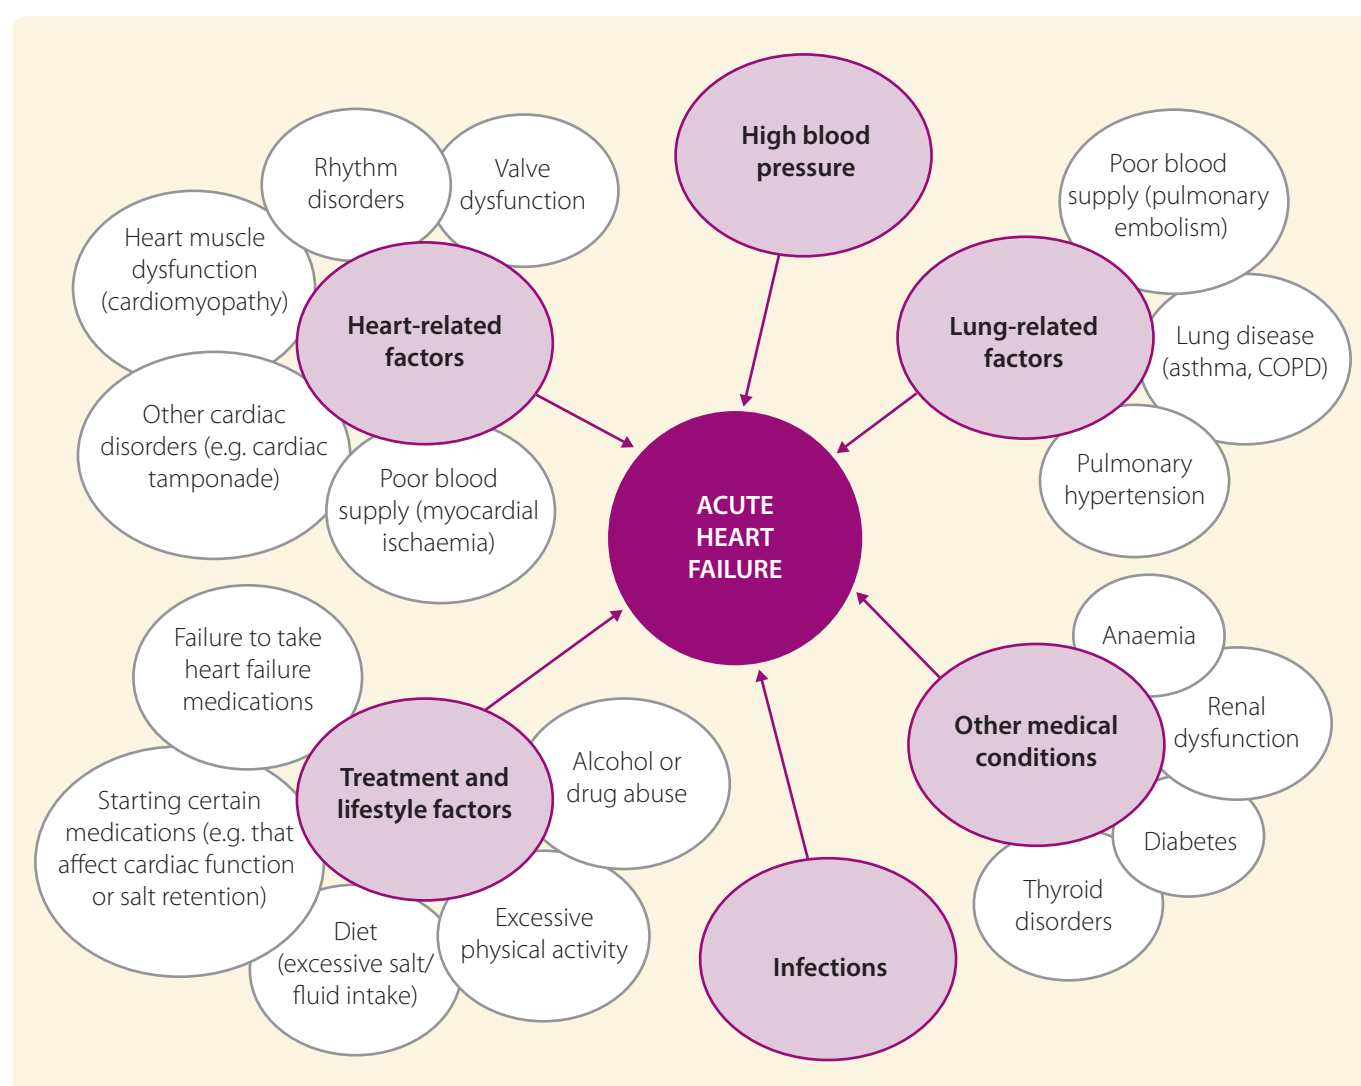 High blood
pressure
Rhythm
disorders
Valve
dysfunction
Heart muscle
dysfunction
(cardiomyopathy)
Heart-related
factors
Other cardiac
disorders (e.g. cardiac
tamponade)
Poor blood
supply (myocardial
ischaemia)
Poor blood
supply (pulmonary
embolism)
Lung-related
factors
Lung disease
(asthma, COPD)
Pulmonary
hypertension
ACUTE
HEART
FAILURE
Failure to take
heart failure
medications
Treatment and
lifestyle factors
Starting certain
medications (e.g. that
affect cardiac function
or salt retention)
Alcohol or
drug abuse
Diet
(excessive salt/
fluid intake)
Excessive
physical activity
Infections
Anaemia
Other medical
conditions
Renal
dysfunction
Diabetes
Thyroid
disorders